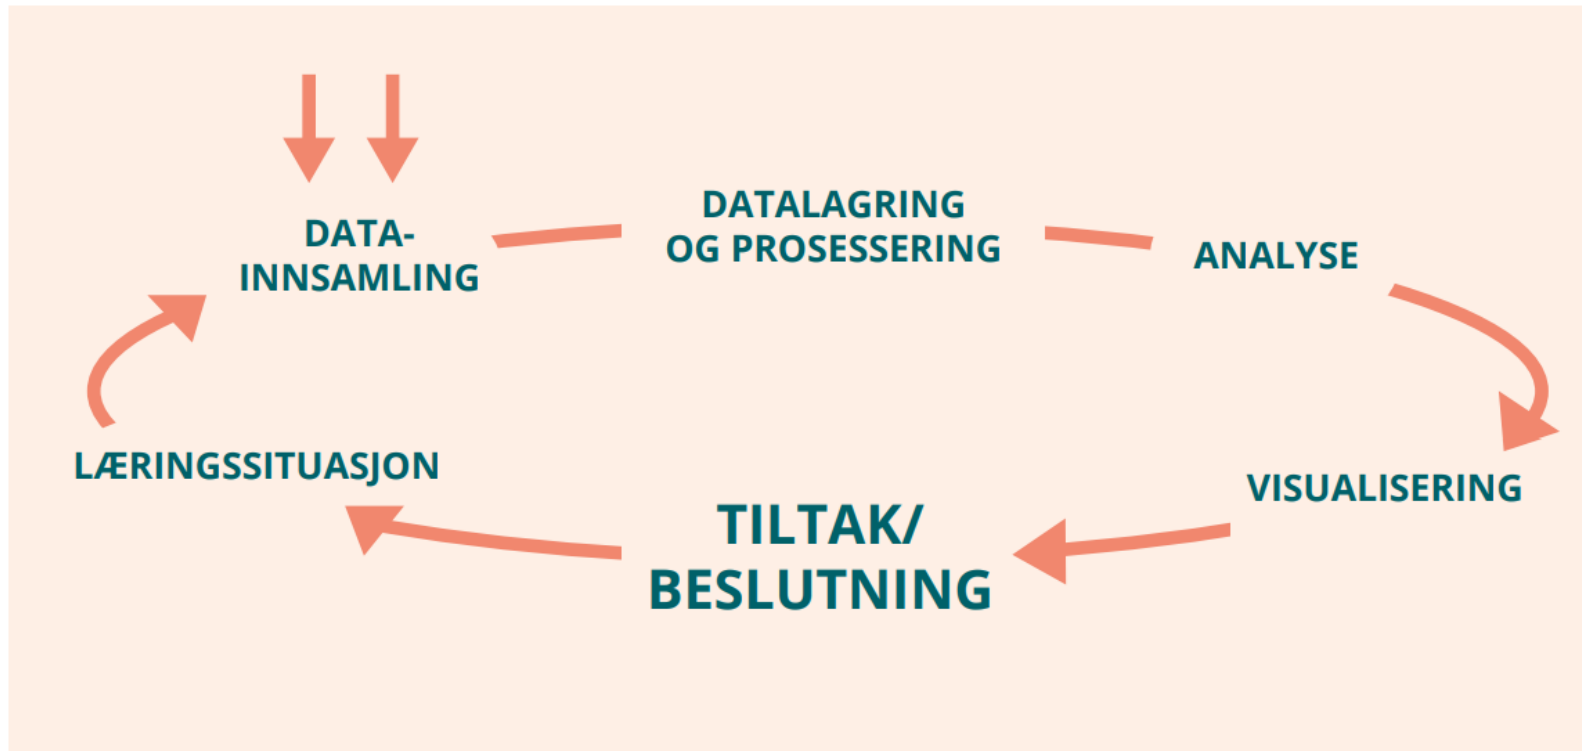 DATA-
INNSAMLING
DATALAGRING
OG PROSESSERING
ANALYSE
VISUALISERING
TILTAK/
BESLUTNING
LÆRINGSSITUASJON